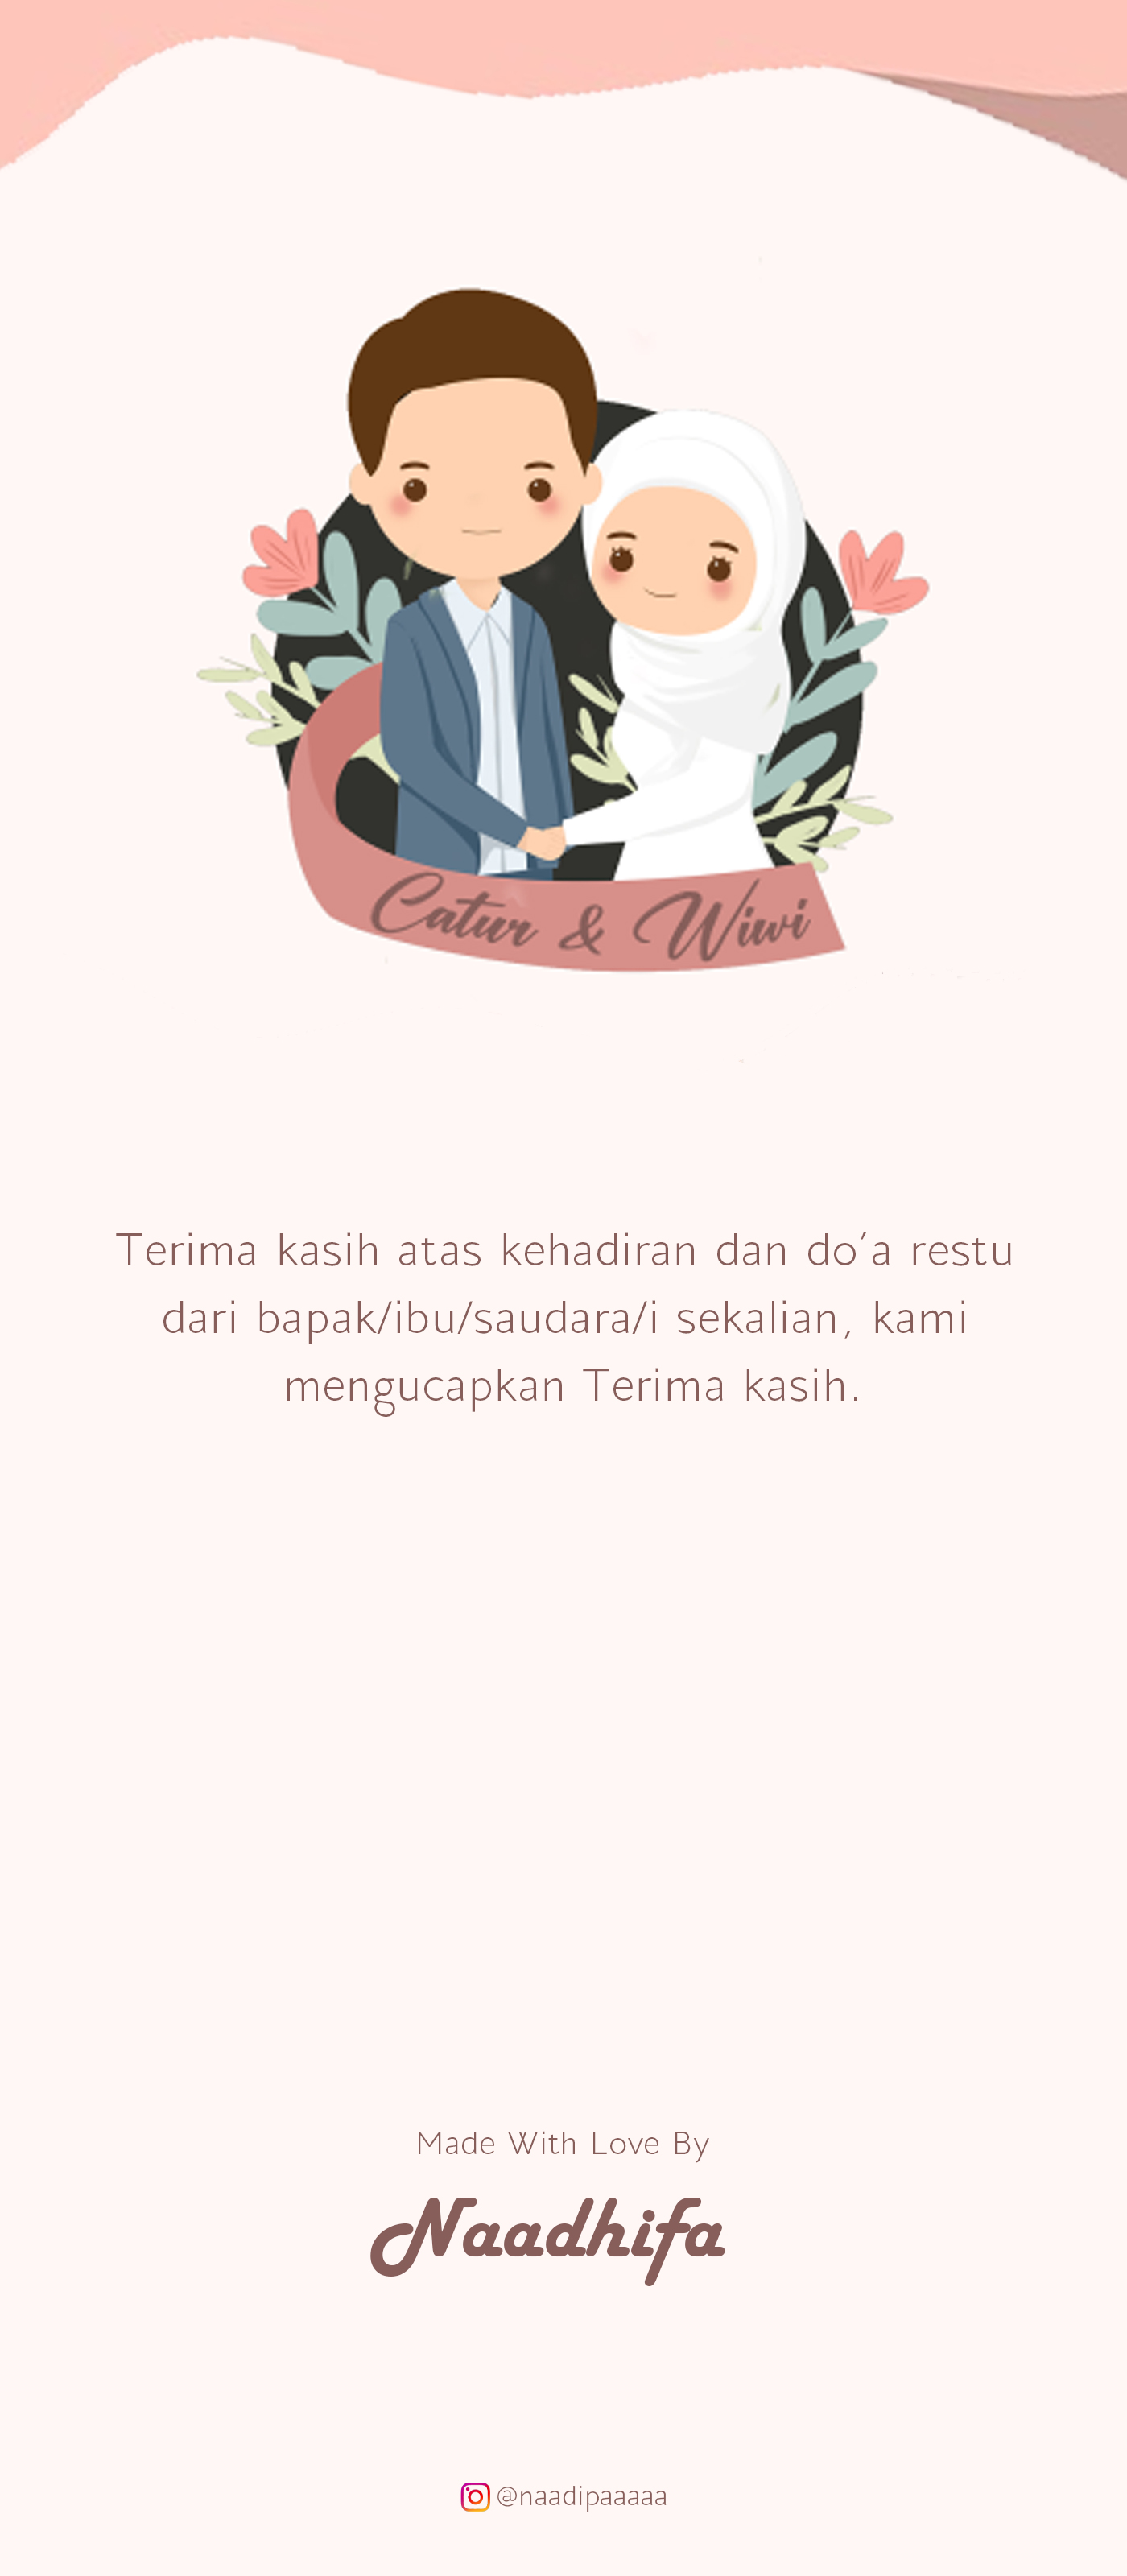 Catur & Wiwi
Terima kasih atas kehadiran dan do'a restu
dari bapak/ibu/saudara/i sekalian, kami
mengucapkan Terima kasih.
Made With Love By
Naadhifa
@naadipaaaaa